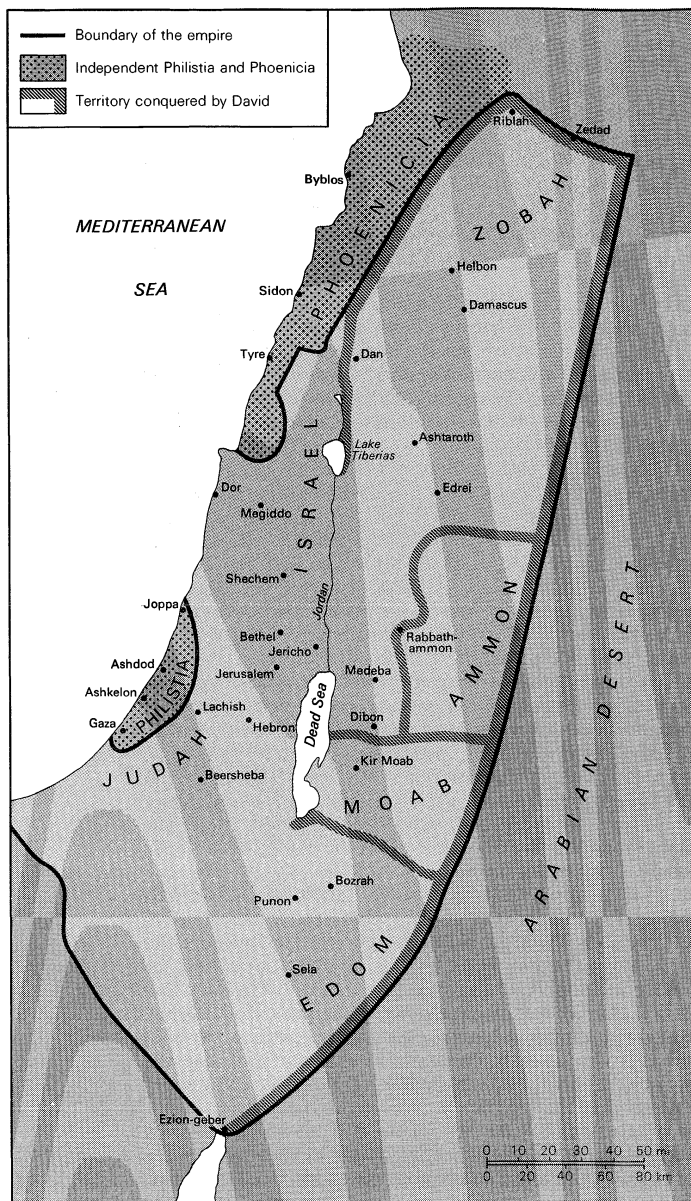 Boundary of the empire
Independent Philistia and Phoenicia
Territory conquered by David
Riblah
Zedad
Byblos
PHOENICIA
ZOBAH
MEDITERRANEAN
SEA
Helbon
Sidon
Damascus
Tyre
Dan
ISRAEL
Ashtaroth
Lake
Tiberias
Dor
Edrei
Megiddo
Shechem
Jordan
Joppa
AMMON
Bethel
Rabbath-
ammon
Jericho
Ashdod
Jerusalem
Medeba
PHILISTIA
Ashkelon
Lachish
Dead Sea
Gaza
Hebron
Dibon
JUDAH
Kir Moab
Beersheba
MOAB
ARABIAN DESERT
Bozrah
Punon
EDOM
Sela
Ezion-geber
0 10 20 30 40 50 mi
0 20 40 60 80 km